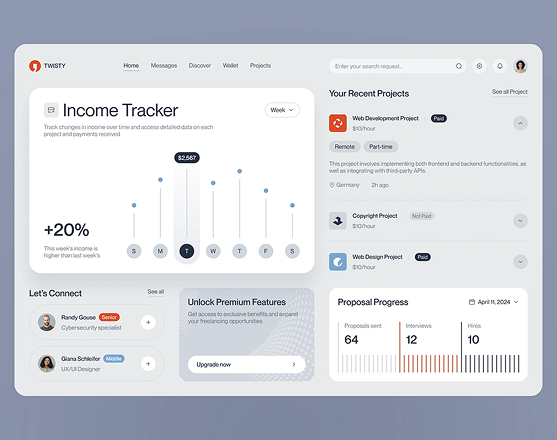 TWISTY
Home
Messages
Discover
Wallet
Projects
Enter your search request...
Income Tracker
Week
Track changes in income over time and access detailed data on each
project and payments received
$2,567
+20%
This week's income is
higher than last week's
S
M
T
W
T
F
S
Your Recent Projects
See all Project
Web Development Project
Paid
$10/hour
Remote
Part-time
This project involves implementing both frontend and backend functionalities, as
well as integrating with third-party APIs.
Germany
2h ago
Copyright Project
Not Paid
$10/hour
Web Design Project
Paid
$10/hour
Let's Connect
See all
Randy Gouse
Senior
Cybersecurity specialist
Giana Schleifer
Middle
UX/UI Designer
Unlock Premium Features
Get access to exclusive benefits and expand
your freelancing opportunities
Upgrade now
Proposal Progress
April 11, 2024
Proposals sent
64
Interviews
12
Hires
10